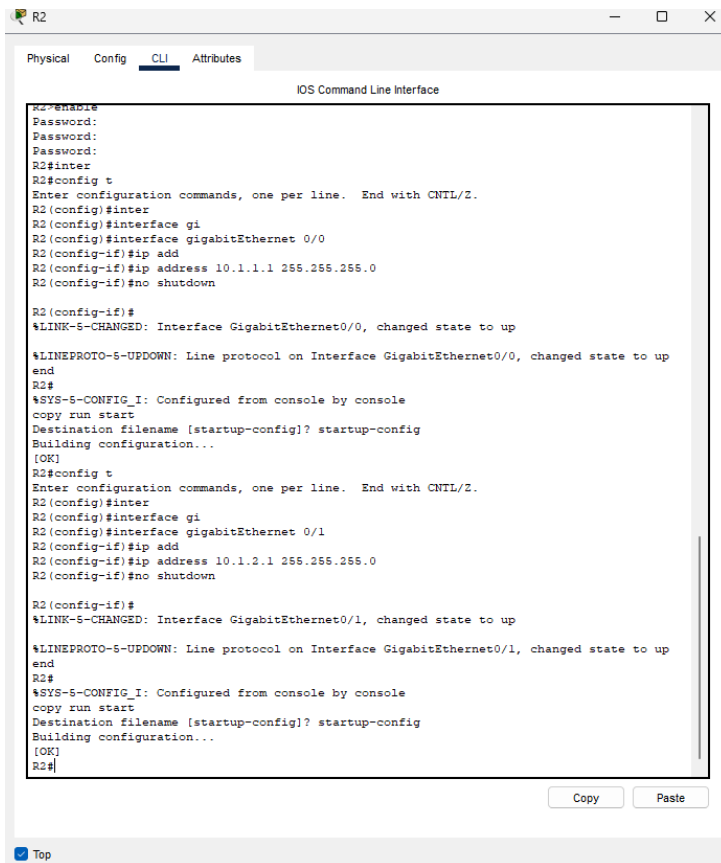 R2
Physical Config CLI Attributes
IOS Command Line Interface
R2>enable
Password:
Password:
Password:
R2#inter
R2#config t
Enter configuration commands, one per line.  End with CNTL/Z.
R2(config)#inter
R2(config)#interface gi
R2(config)#interface gigabitEthernet 0/0
R2(config-if)#ip add
R2(config-if)#ip address 10.1.1.1 255.255.255.0
R2(config-if)#no shutdown
R2(config-if)#
%LINK-5-CHANGED: Interface GigabitEthernet0/0, changed state to up
%LINEPROTO-5-UPDOWN: Line protocol on Interface GigabitEthernet0/0, changed state to up
end
R2#
%SYS-5-CONFIG_I: Configured from console by console
copy run start
Destination filename [startup-config]? startup-config
Building configuration...
[OK]
R2#config t
Enter configuration commands, one per line.  End with CNTL/Z.
R2(config)#inter
R2(config)#interface gi
R2(config)#interface gigabitEthernet 0/1
R2(config-if)#ip add
R2(config-if)#ip address 10.1.2.1 255.255.255.0
R2(config-if)#no shutdown
R2(config-if)#
%LINK-5-CHANGED: Interface GigabitEthernet0/1, changed state to up
%LINEPROTO-5-UPDOWN: Line protocol on Interface GigabitEthernet0/1, changed state to up
end
R2#
%SYS-5-CONFIG_I: Configured from console by console
copy run start
Destination filename [startup-config]? startup-config
Building configuration...
[OK]
R2#
Copy Paste
Top